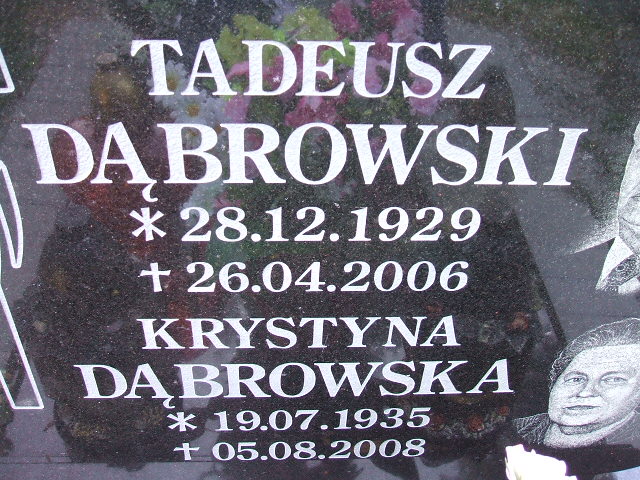 TADEUSZ
DĄBROWSKI
* 28.12.1929
† 26.04.2006
KRYSTYNA
DĄBROWSKA
* 19.07.1935
† 05.08.2008